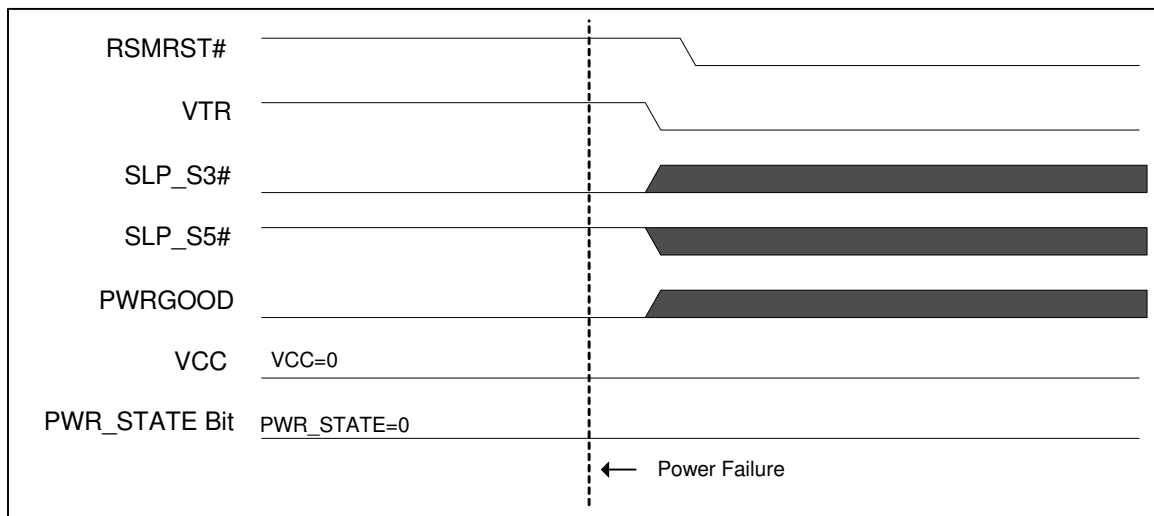 RSMRST#
VTR
SLP_S3#
SLP_S5#
PWRGOOD
VCC VCC=0
PWR_STATE Bit PWR_STATE=0
Power Failure